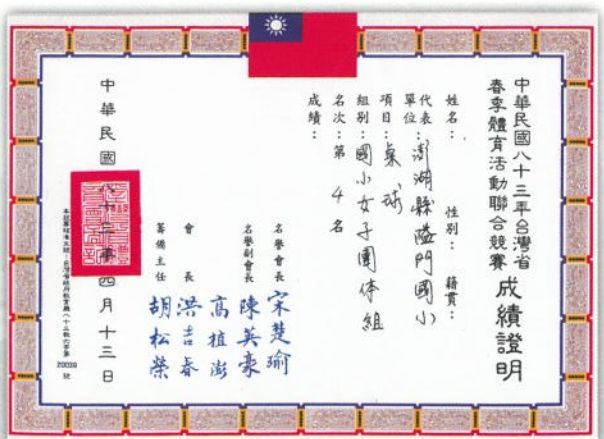 中華民國八十三年台灣省
春季體育活動聯合競賽
成績證明
姓名： 性別： 籍貫：
代表單位：澎湖縣隘門國小
項目：桌球
組別：國小女子團体組
名次：第 4 名
成績：
名譽會長 宋楚瑜
名譽副會長 陳英豪
高植澎
會長 洪吉春
籌備主任 胡松榮
中華民國八十三年四月十三日